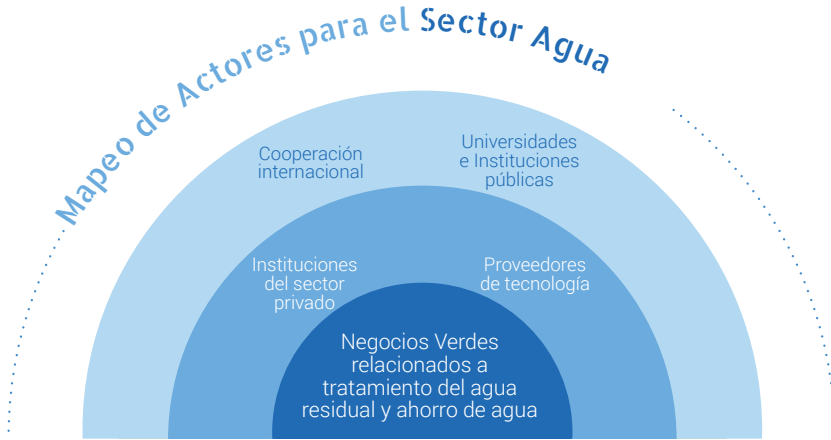 Mapeo de Actores para el Sector Agua
Cooperación
internacional
Universidades
e Instituciones
públicas
Instituciones
del sector
privado
Proveedores
de tecnología
Negocios Verdes
relacionados a
tratamiento del agua
residual y ahorro de agua